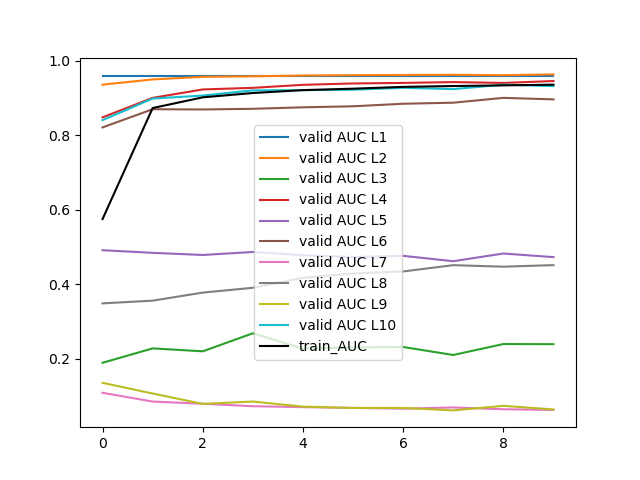 1.0
0.8
0.6
0.4
0.2
valid AUC L1
valid AUC L2
valid AUC L3
valid AUC L4
valid AUC L5
valid AUC L6
valid AUC L7
valid AUC L8
valid AUC L9
valid AUC L10
train_AUC
0 2 4 6 8